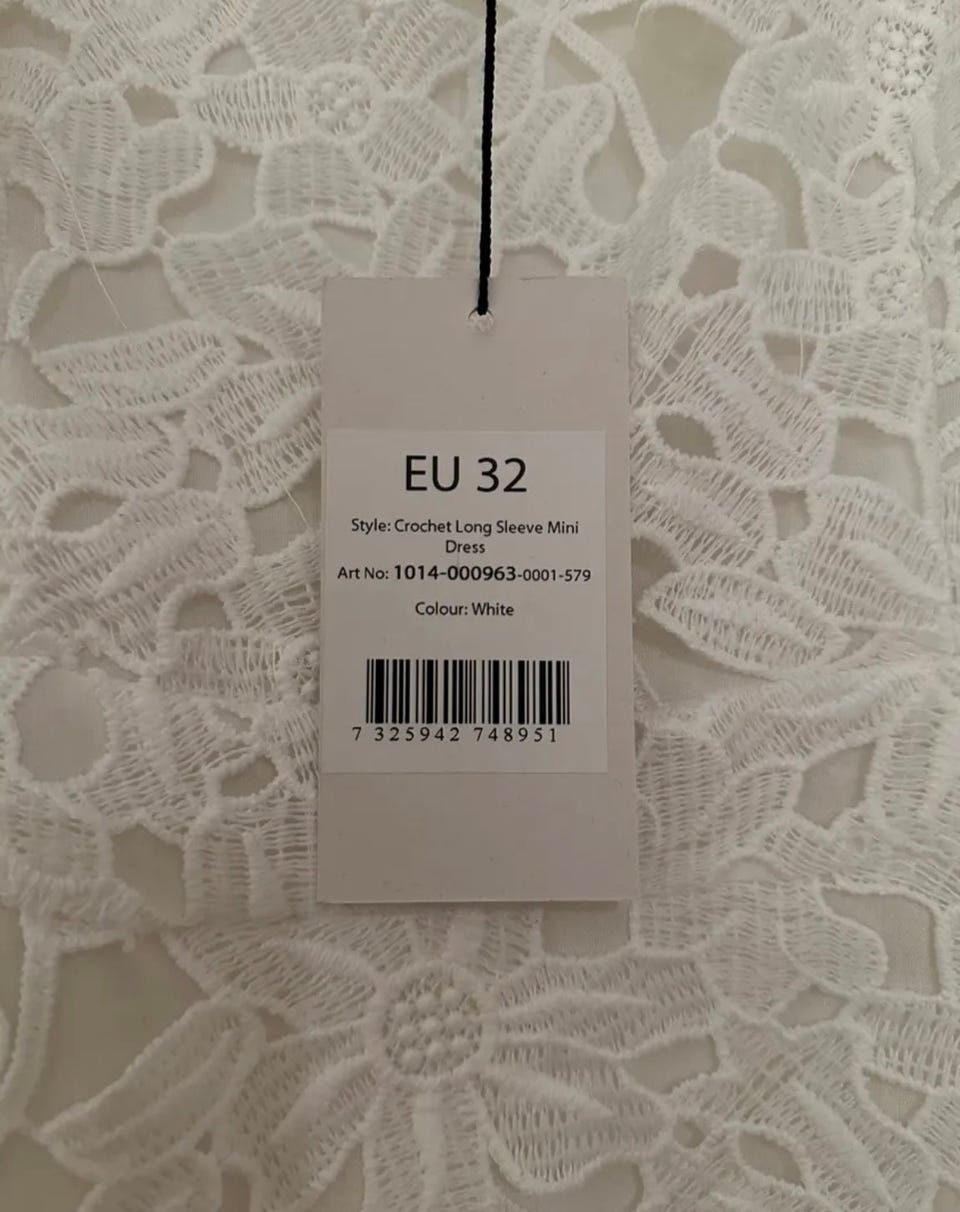 EU 32
Style: Crochet Long Sleeve Mini
Dress
Art No: 1014-000963-0001-579
Colour: White
7 325942 748951